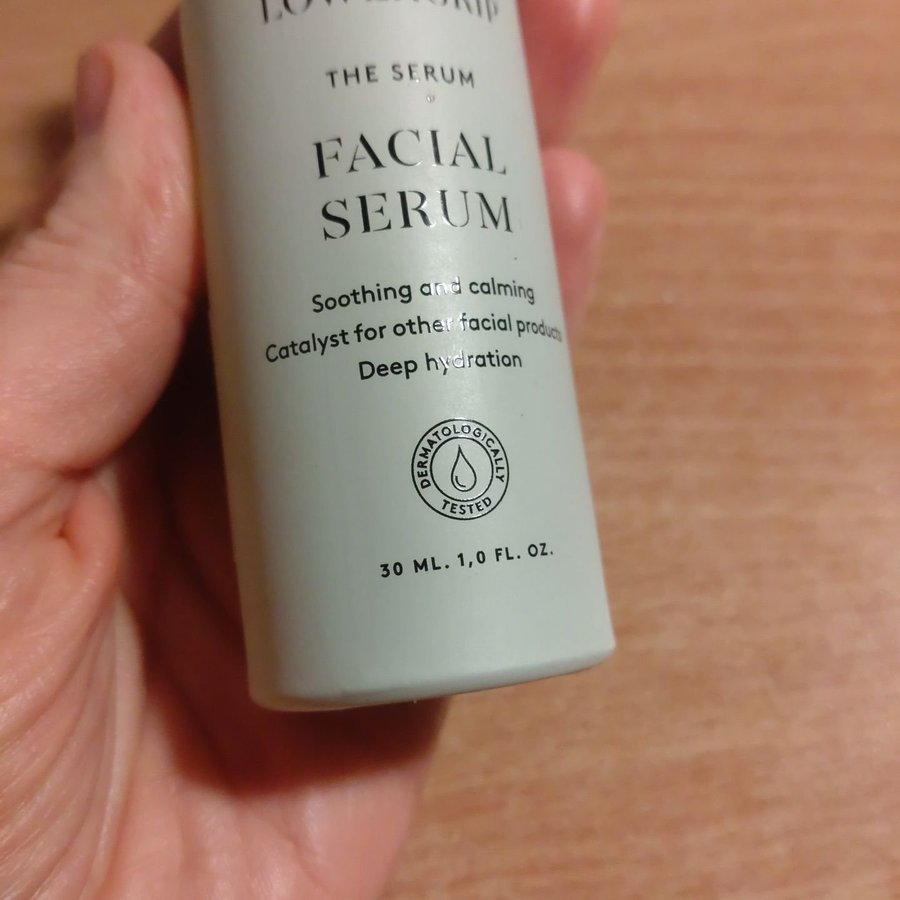 THE SERUM
FACIAL
SERUM
Soothing and calming
Catalyst for other facial products
Deep hydration
DERMATOLOGICALLY
TESTED
30 ML. 1,0 FL. OZ.